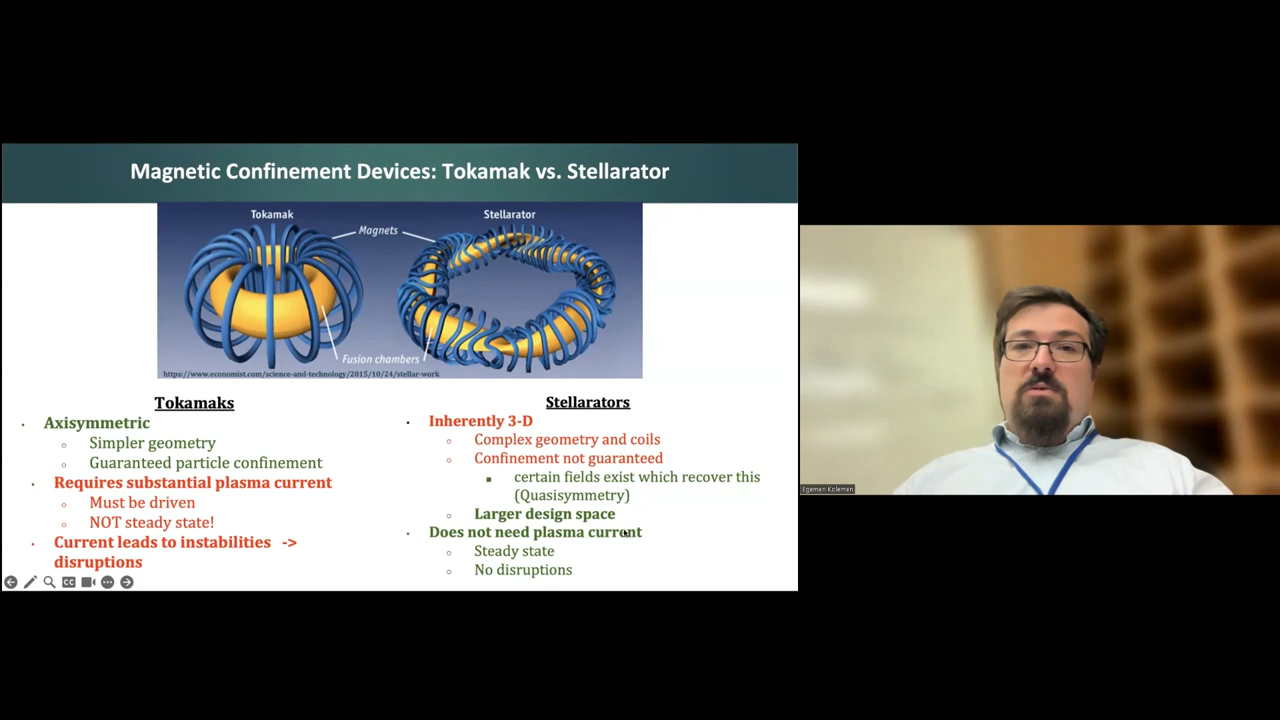 Magnetic Confinement Devices: Tokamak vs. Stellarator
Tokamak
Stellarator
Magnets
Fusion chambers
https://www.economist.com/science-and-technology/2015/10/24/stellar-work
Tokamaks
Axisymmetric
Simpler geometry
Guaranteed particle confinement
Requires substantial plasma current
Must be driven
NOT steady state!
Current leads to instabilities ->
disruptions
Stellarators
Inherently 3-D
Complex geometry and coils
Confinement not guaranteed
certain fields exist which recover this
(Quasisymmetry)
Larger design space
Does not need plasma current
Steady state
No disruptions
CC
Egemen Kolemen